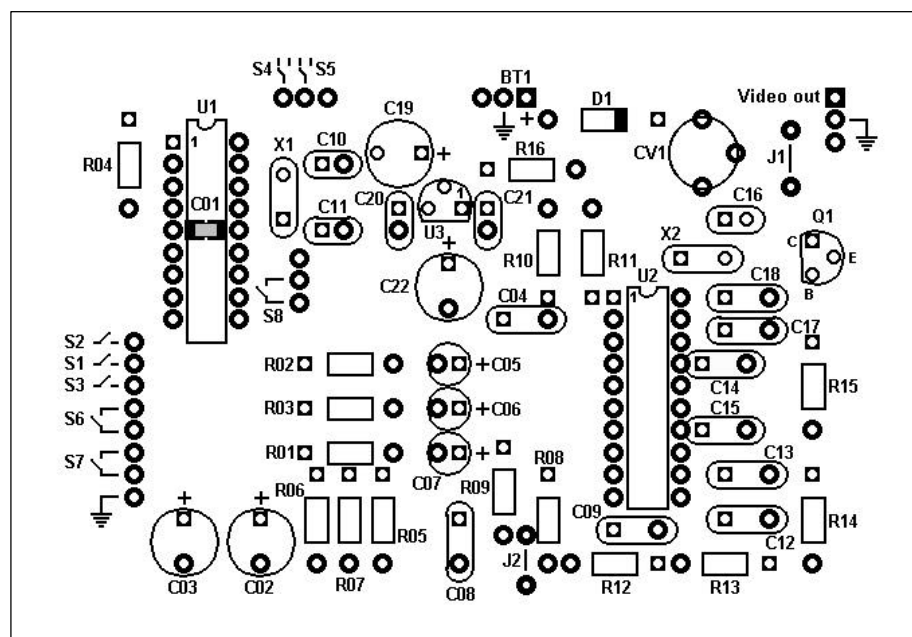 S4 S5
BT1
+
D1
Video out
U1
1
C19
+
R04
X1
C10
R16
CV1
J1
C20
1
C21
C16
C01
C11
U3
+
X2
Q1
C
E
B
R10
R11
U2
C22
S8
C04
1
C18
S2
C17
S1
R02
+
C05
C14
S3
R15
S6
R03
+
C06
C15
S7
R01
+
C07
R08
C13
R06
R09
+
+
R05
C09
R14
C12
J2
C03
C02
R07
C08
R12
R13